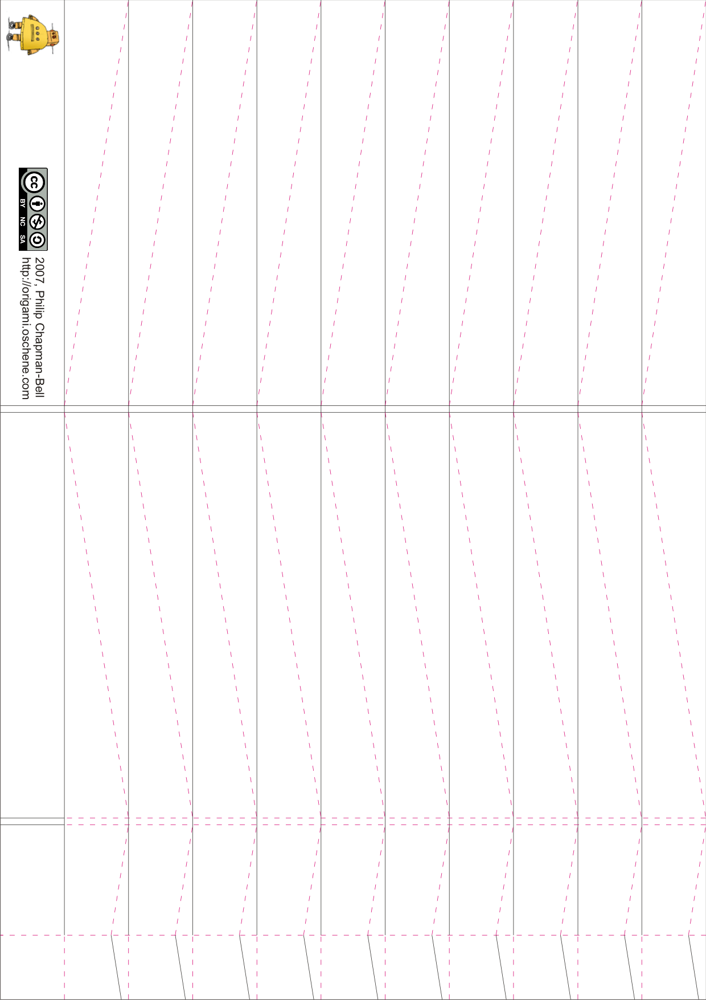 cc
BY NC SA
2007, Philip Chapman-Bell
http://origami.oschene.com